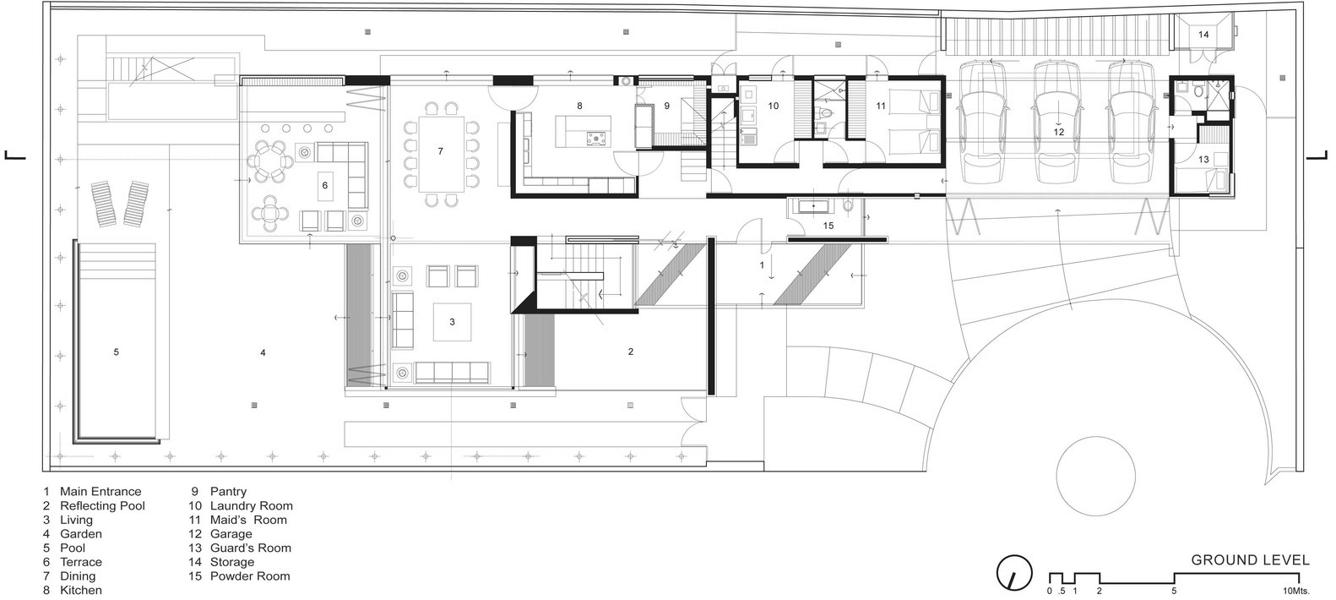 14
10
11
8
9
12
7
13
6
15
1
3
2
5
4
1 Main Entrance
2 Reflecting Pool
3 Living
4 Garden
5 Pool
6 Terrace
7 Dining
8 Kitchen
9 Pantry
10 Laundry Room
11 Maid's Room
12 Garage
13 Guard's Room
14 Storage
15 Powder Room
GROUND LEVEL
0 .5 1 2 5 10Mts.